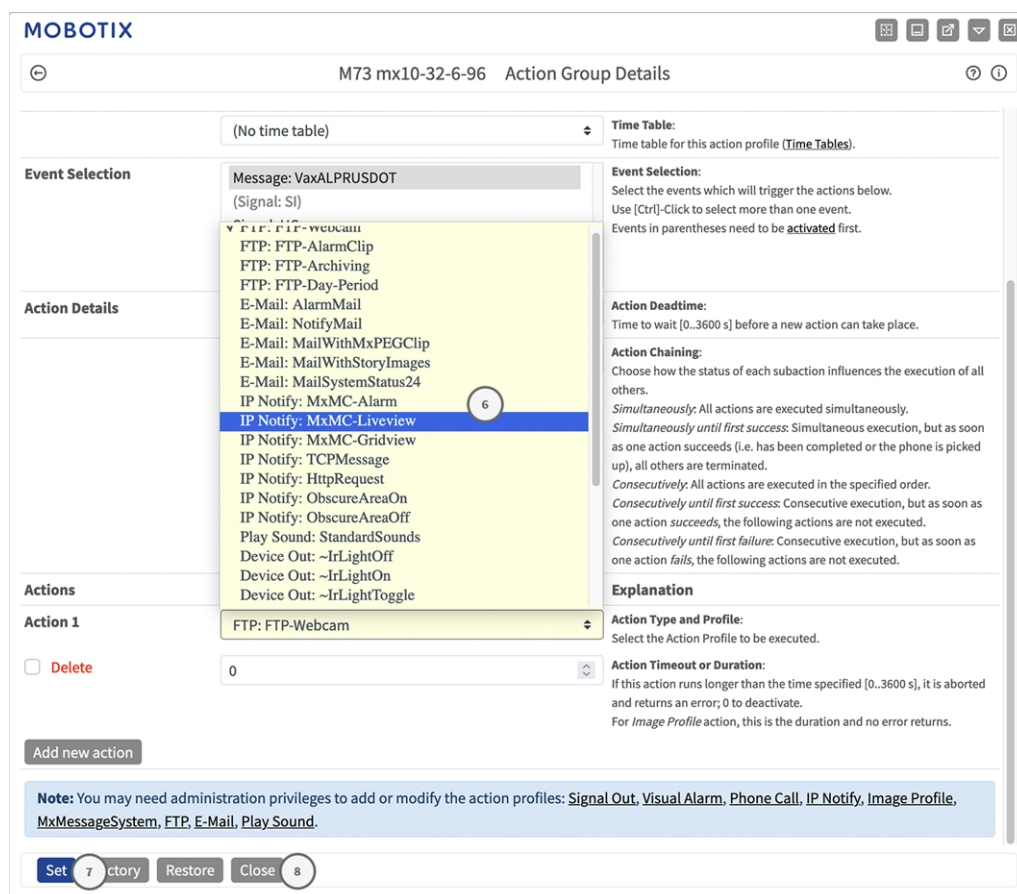 MOBOTIX
M73 mx10-32-6-96 Action Group Details
(No time table)
Time Table:
Time table for this action profile (Time Tables).
Event Selection
Message: VaxALPRUSDOT
(Signal: SI)
Event Selection:
Select the events which will trigger the actions below.
Use [Ctrl]-Click to select more than one event.
Events in parentheses need to be activated first.
FTP: FTP-Webcam
FTP: FTP-AlarmClip
FTP: FTP-Archiving
FTP: FTP-Day-Period
E-Mail: AlarmMail
E-Mail: NotifyMail
E-Mail: MailWithMxPEGClip
E-Mail: MailWithStoryImages
E-Mail: MailSystemStatus24
IP Notify: MxMC-Alarm
6
IP Notify: MxMC-Liveview
IP Notify: MxMC-Gridview
IP Notify: TCPMessage
IP Notify: HttpRequest
IP Notify: ObscureAreaOn
IP Notify: ObscureAreaOff
Play Sound: StandardSounds
Device Out: ~IrLightOff
Device Out: ~IrLightOn
Device Out: ~IrLightToggle
Action Details
Action Deadtime:
Time to wait [0..3600 s] before a new action can take place.
Action Chaining:
Choose how the status of each subaction influences the execution of all
others.
Simultaneously: All actions are executed simultaneously.
Simultaneously until first success: Simultaneous execution, but as soon
as one action succeeds (i.e. has been completed or the phone is picked
up), all others are terminated.
Consecutively: All actions are executed in the specified order.
Consecutively until first success: Consecutive execution, but as soon as
one action succeeds, the following actions are not executed.
Consecutively until first failure: Consecutive execution, but as soon as
one action fails, the following actions are not executed.
Actions
Explanation
Action 1
FTP: FTP-Webcam
Action Type and Profile:
Select the Action Profile to be executed.
Delete
0
Action Timeout or Duration:
If this action runs longer than the time specified [0..3600 s], it is aborted
and returns an error; 0 to deactivate.
For Image Profile action, this is the duration and no error returns.
Add new action
Note: You may need administration privileges to add or modify the action profiles: Signal Out, Visual Alarm, Phone Call, IP Notify, Image Profile,
MxMessageSystem, FTP, E-Mail, Play Sound.
Set 7 ctory Restore Close 8